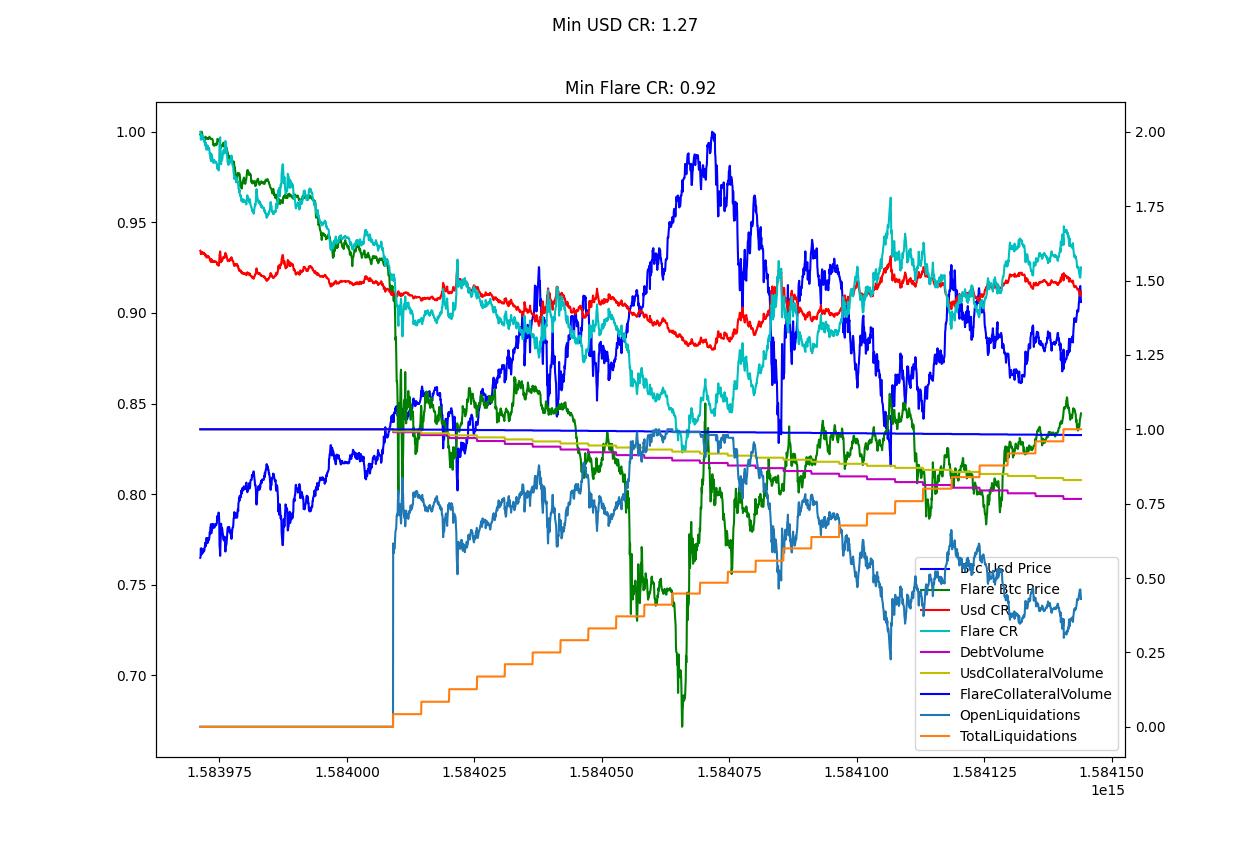 Min USD CR: 1.27
Min Flare CR: 0.92
1.00
0.95
0.90
0.85
0.80
0.75
0.70
2.00
1.75
1.50
1.25
1.00
0.75
0.50
0.25
0.00
Btc Usd Price
Flare Btc Price
Usd CR
Flare CR
DebtVolume
UsdCollateralVolume
FlareCollateralVolume
OpenLiquidations
TotalLiquidations
1.583975 1.584000 1.584025 1.584050 1.584075 1.584100 1.584125 1.584150
1e15